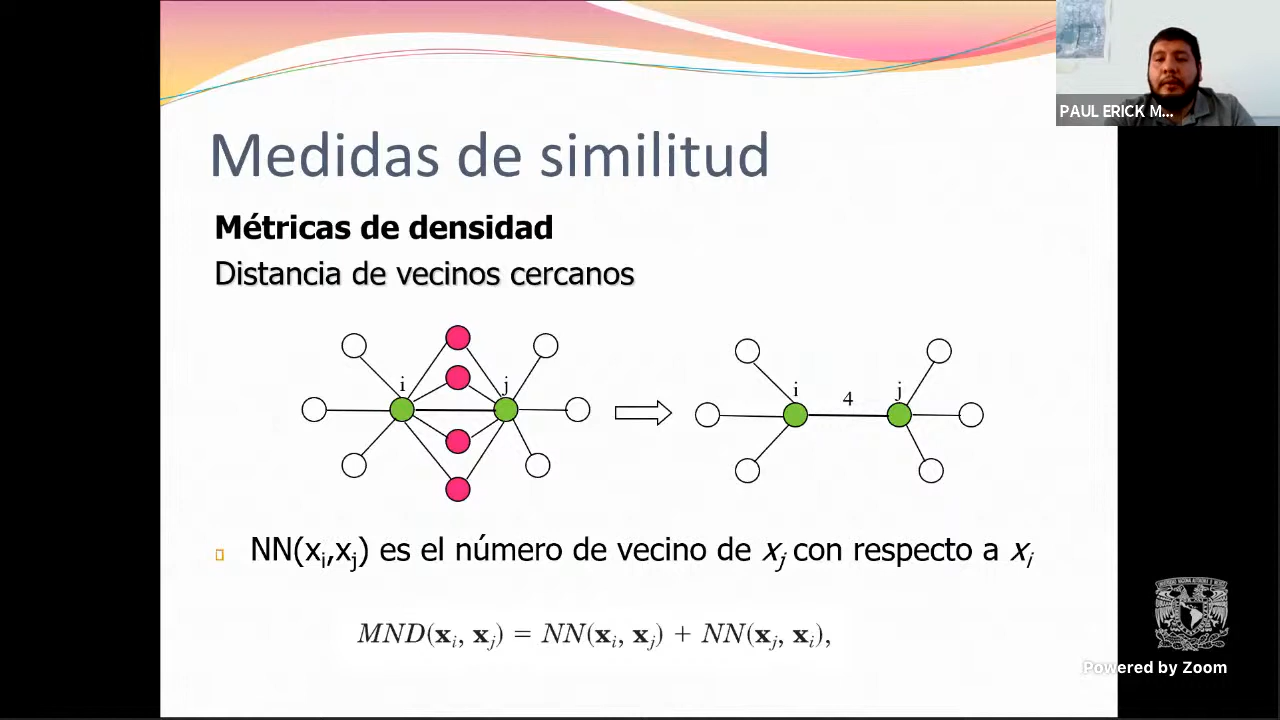 PAUL ERICK M...
Medidas de similitud
Métricas de densidad
Distancia de vecinos cercanos
i
j
i
4
j
NN(xi,xj) es el número de vecino de xj con respecto a xi
MND(xi, xj) = NN(xi, xj) + NN(xj, xi),
Powered by Zoom